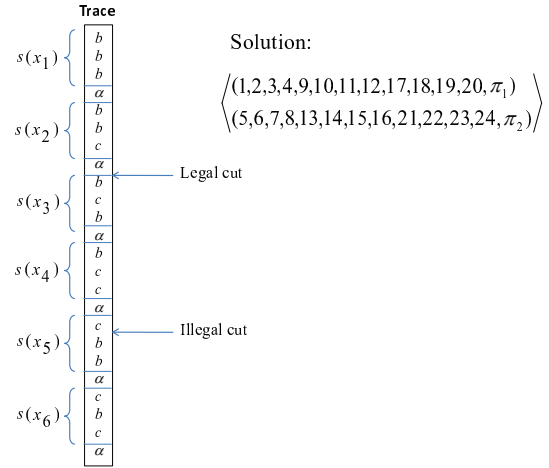 Trace
Solution:
s(x₁)
b
b
b
α
⟨(1,2,3,4,9,10,11,12,17,18,19,20,π₁)
(5,6,7,8,13,14,15,16,21,22,23,24,π₂)⟩
s(x₂)
b
b
c
α
Legal cut
s(x₃)
b
c
b
α
s(x₄)
b
c
c
α
Illegal cut
s(x₅)
c
b
b
α
s(x₆)
c
b
c
α